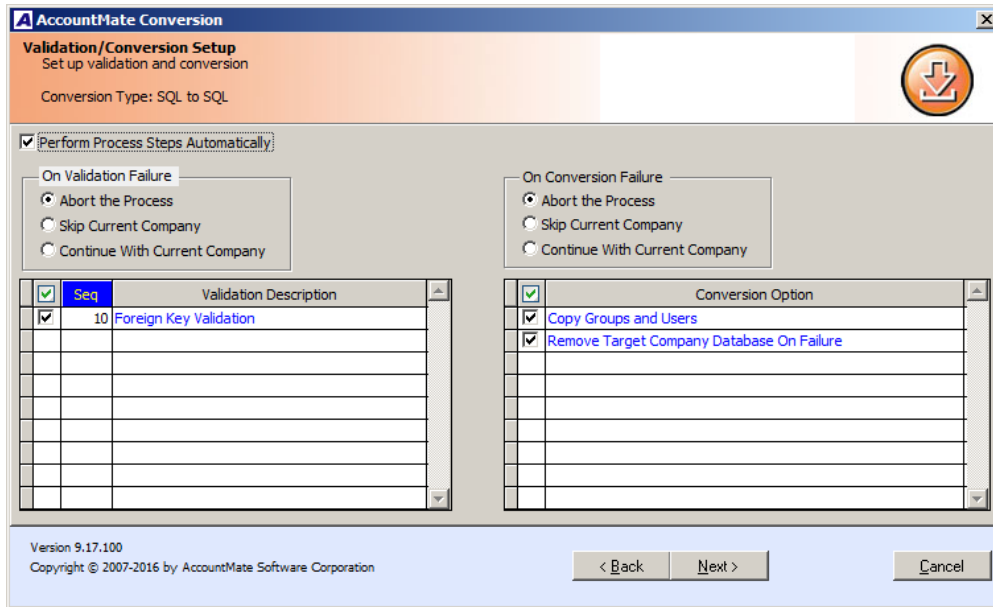 AccountMate Conversion
Validation/Conversion Setup
Set up validation and conversion
Conversion Type: SQL to SQL
Perform Process Steps Automatically
On Validation Failure
Abort the Process
Skip Current Company
Continue With Current Company
On Conversion Failure
Abort the Process
Skip Current Company
Continue With Current Company
Seq Validation Description
10 Foreign Key Validation
Conversion Option
Copy Groups and Users
Remove Target Company Database On Failure
Version 9.17.100
Copyright © 2007-2016 by AccountMate Software Corporation
< Back Next > Cancel